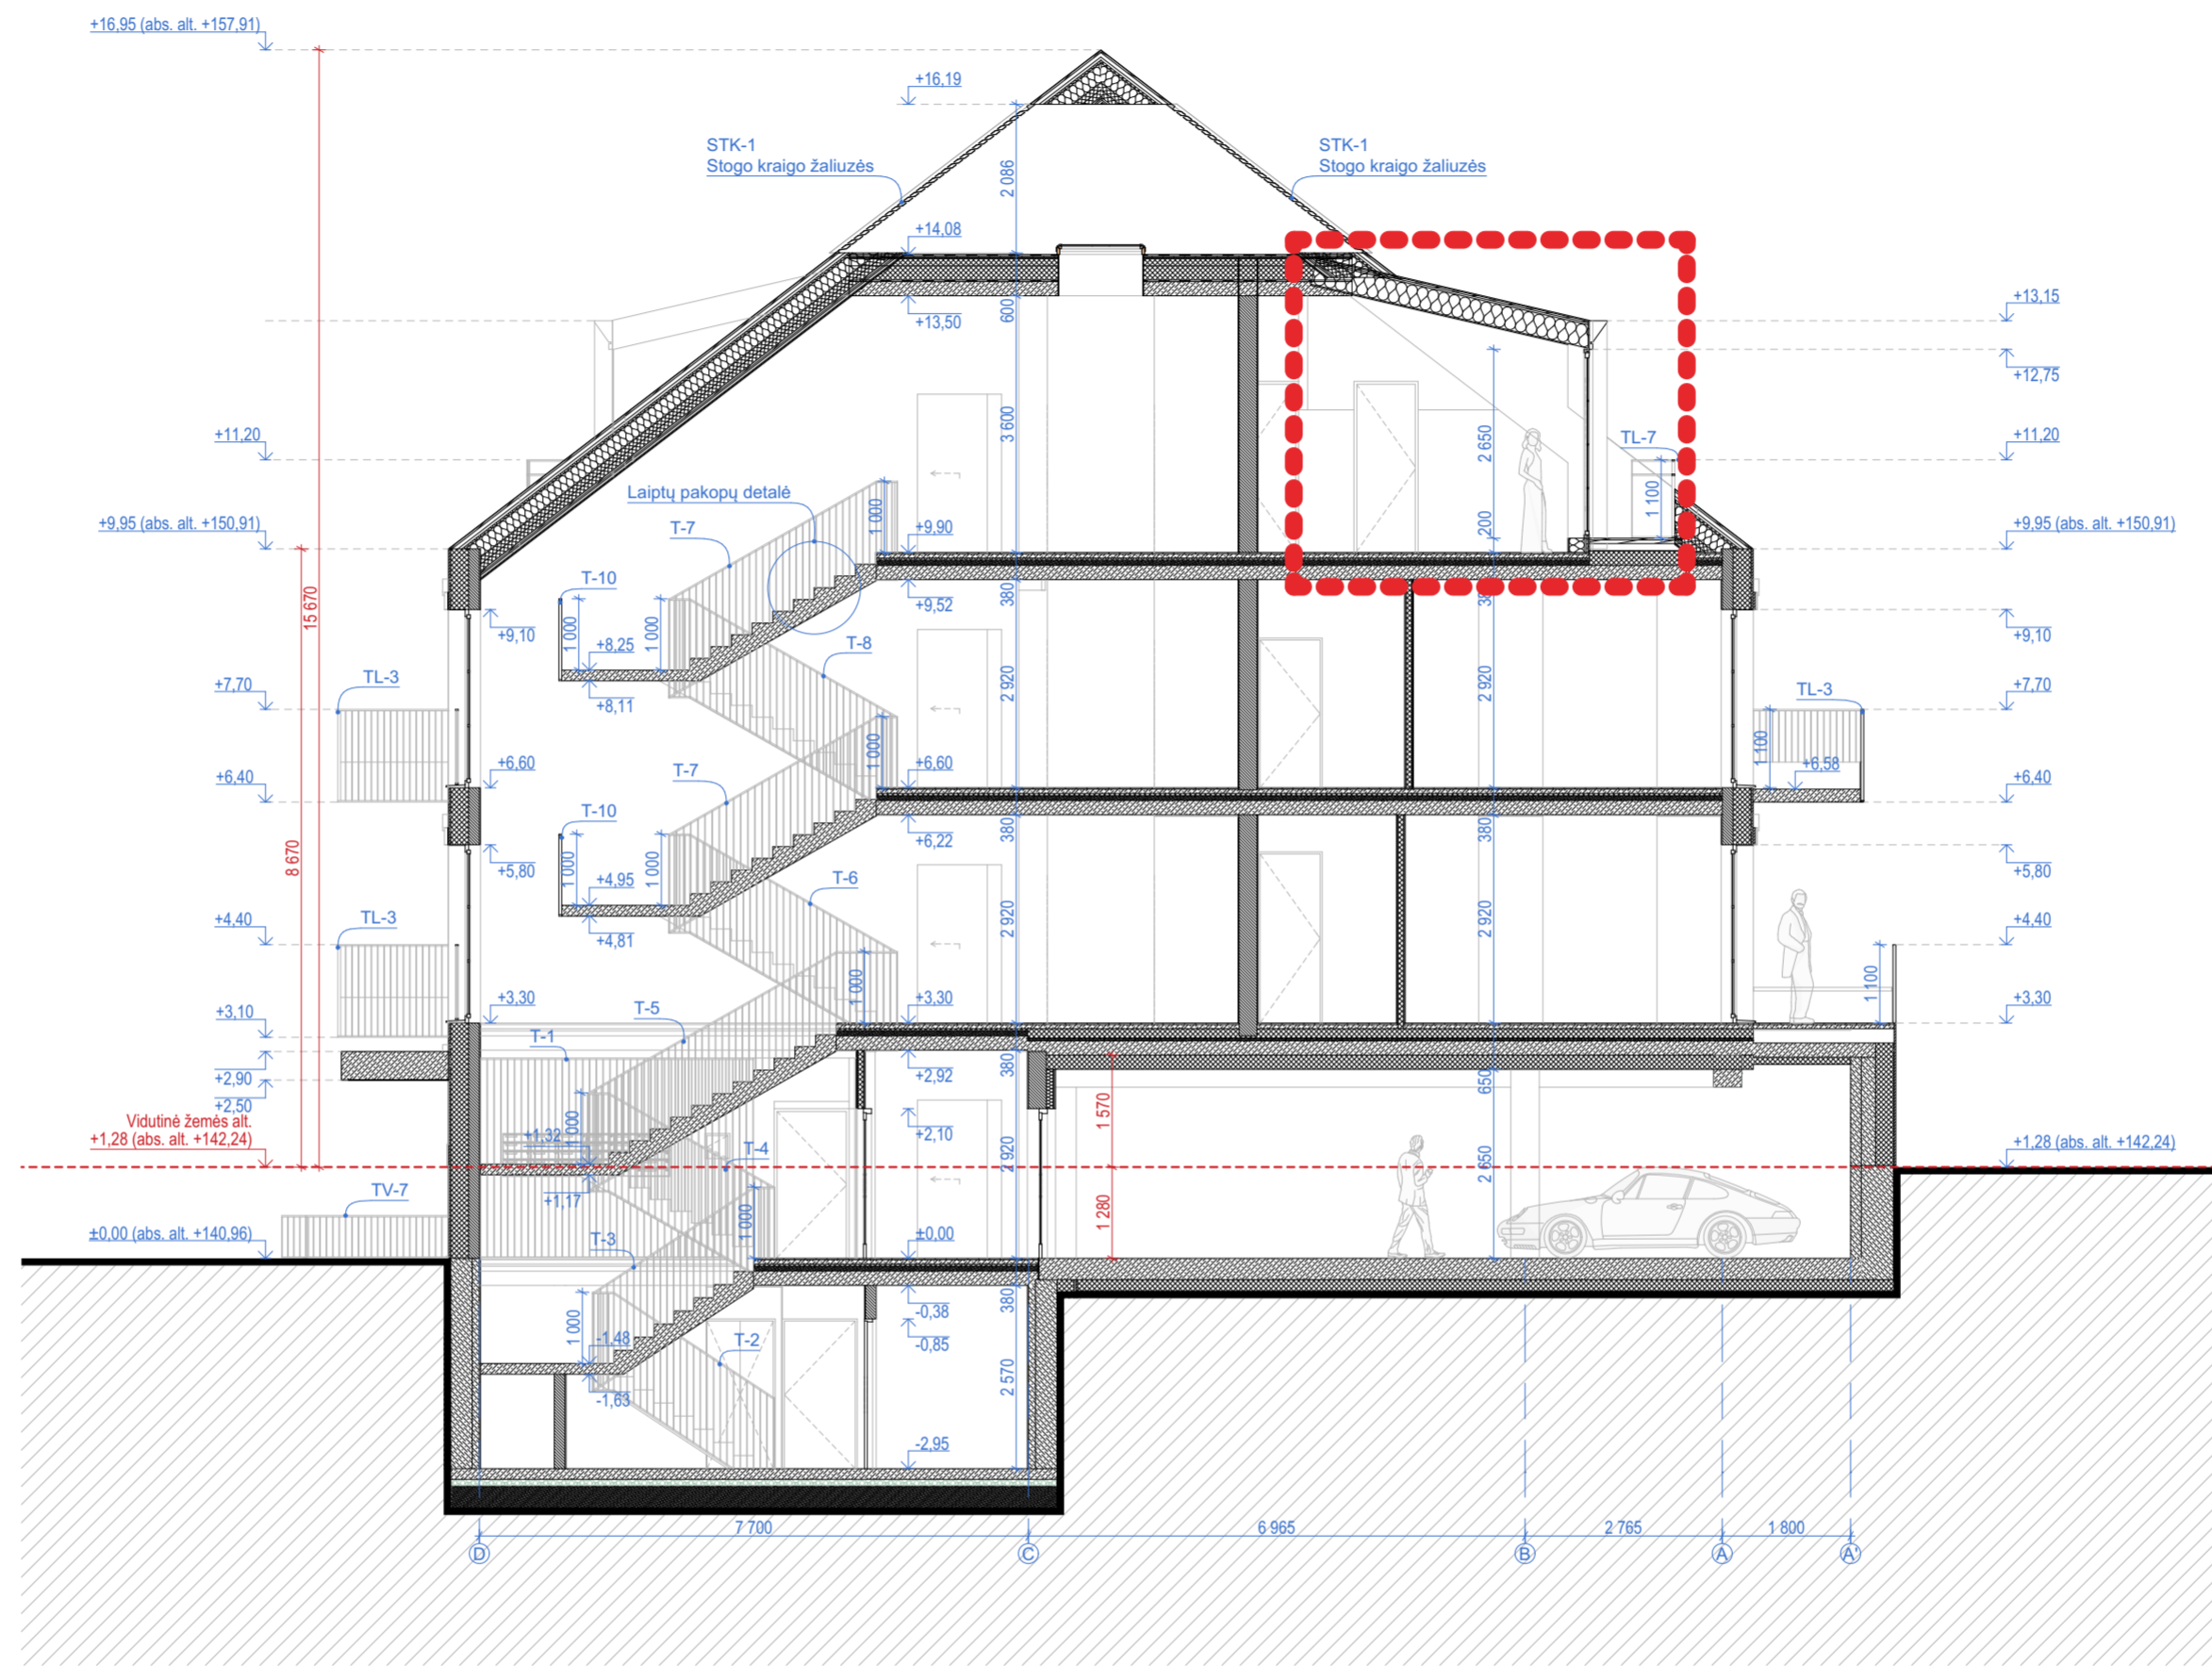 +16,95 (abs. alt. +157,91)
+16,19
STK-1
Stogo kraigo žaliuzės
STK-1
Stogo kraigo žaliuzės
2 086
+14,08
+13,50
600
+13,15
+12,75
+11,20
3 600
2 650
TL-7
+11,20
1 100
200
Laiptų pakopų detalė
T-7
1 000
+9,90
+9,95 (abs. alt. +150,91)
+9,95 (abs. alt. +150,91)
15 670
T-10
1 000
1 000
+9,52
380
+9,10
+8,25
+8,11
T-8
+9,10
2 920
2 920
TL-3
+7,70
TL-3
+7,70
1 100
1 000
+6,60
T-7
+6,60
+6,58
+6,40
+6,40
T-10
1 000
1 000
+6,22
380
380
8 670
+5,80
+4,95
+4,81
T-6
+5,80
2 920
2 920
TL-3
+4,40
+4,40
1 000
1 100
+3,30
T-5
+3,30
+3,30
+3,10
T-1
+2,90
+2,50
+2,92
380
650
1 570
+2,10
Vidutinė žemės alt.
+1,28 (abs. alt. +142,24)
1 000
+1,32
T-4
2 920
2 650
+1,28 (abs. alt. +142,24)
+1,17
TV-7
1 280
1 000
±0,00 (abs. alt. +140,96)
T-3
±0,00
380
-0,38
-0,85
1 000
-1,48
T-2
-1,63
2 570
-2,95
7 700
6 965
2 765
1 800
D
C
B
A
A'